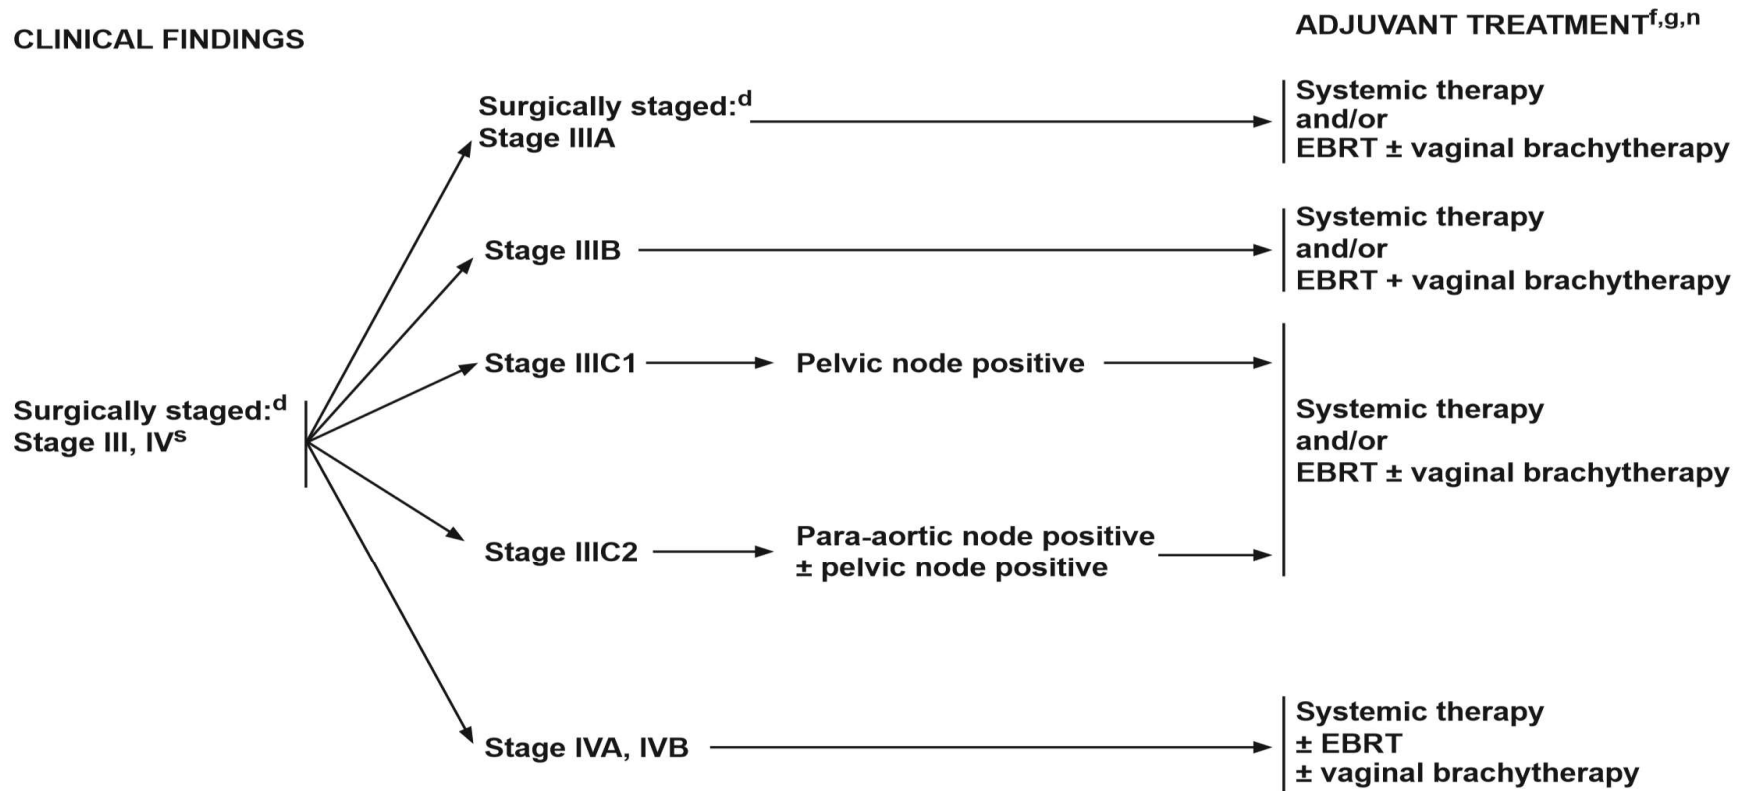 CLINICAL FINDINGS
ADJUVANT TREATMENTf,g,n
Surgically staged:d
Stage III, IVs
Surgically staged:d
Stage IIIA
Systemic therapy
and/or
EBRT ± vaginal brachytherapy
Stage IIIB
Systemic therapy
and/or
EBRT + vaginal brachytherapy
Stage IIIC1
Pelvic node positive
Stage IIIC2
Para-aortic node positive
± pelvic node positive
Systemic therapy
and/or
EBRT ± vaginal brachytherapy
Stage IVA, IVB
Systemic therapy
± EBRT
± vaginal brachytherapy